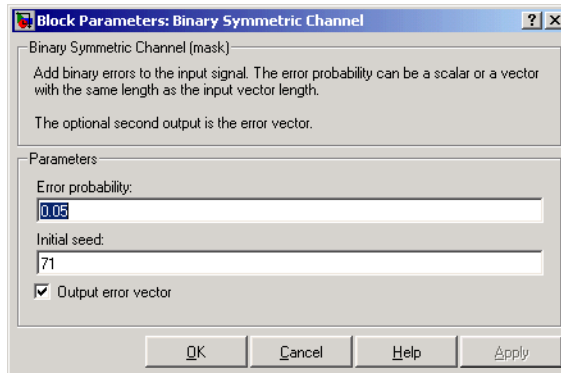 Block Parameters: Binary Symmetric Channel
Binary Symmetric Channel (mask)
Add binary errors to the input signal. The error probability can be a scalar or a vector
with the same length as the input vector length.
The optional second output is the error vector.
Parameters
Error probability:
0.05
Initial seed:
71
Output error vector
OK Cancel Help Apply